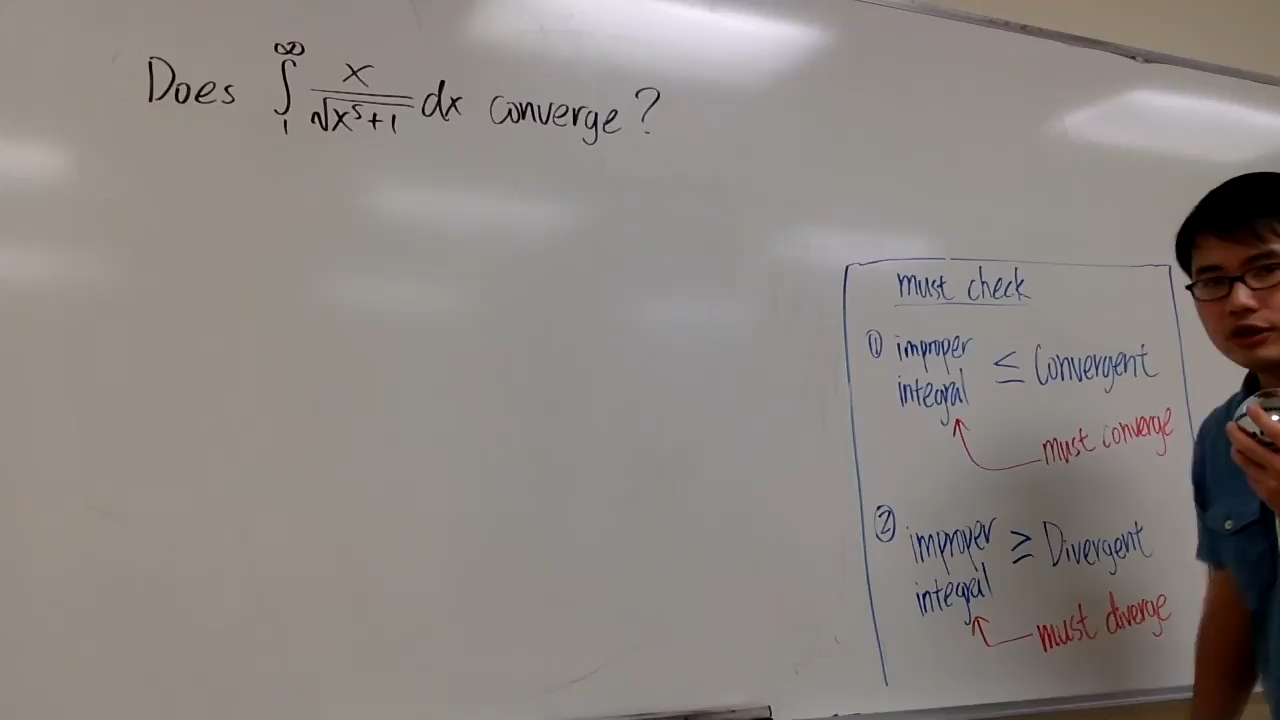 Does ∫₁^∞ x/√(x⁵+1) dx converge?
must check
① improper integral ≤ Convergent
must converge
② improper integral ≥ Divergent
must diverge